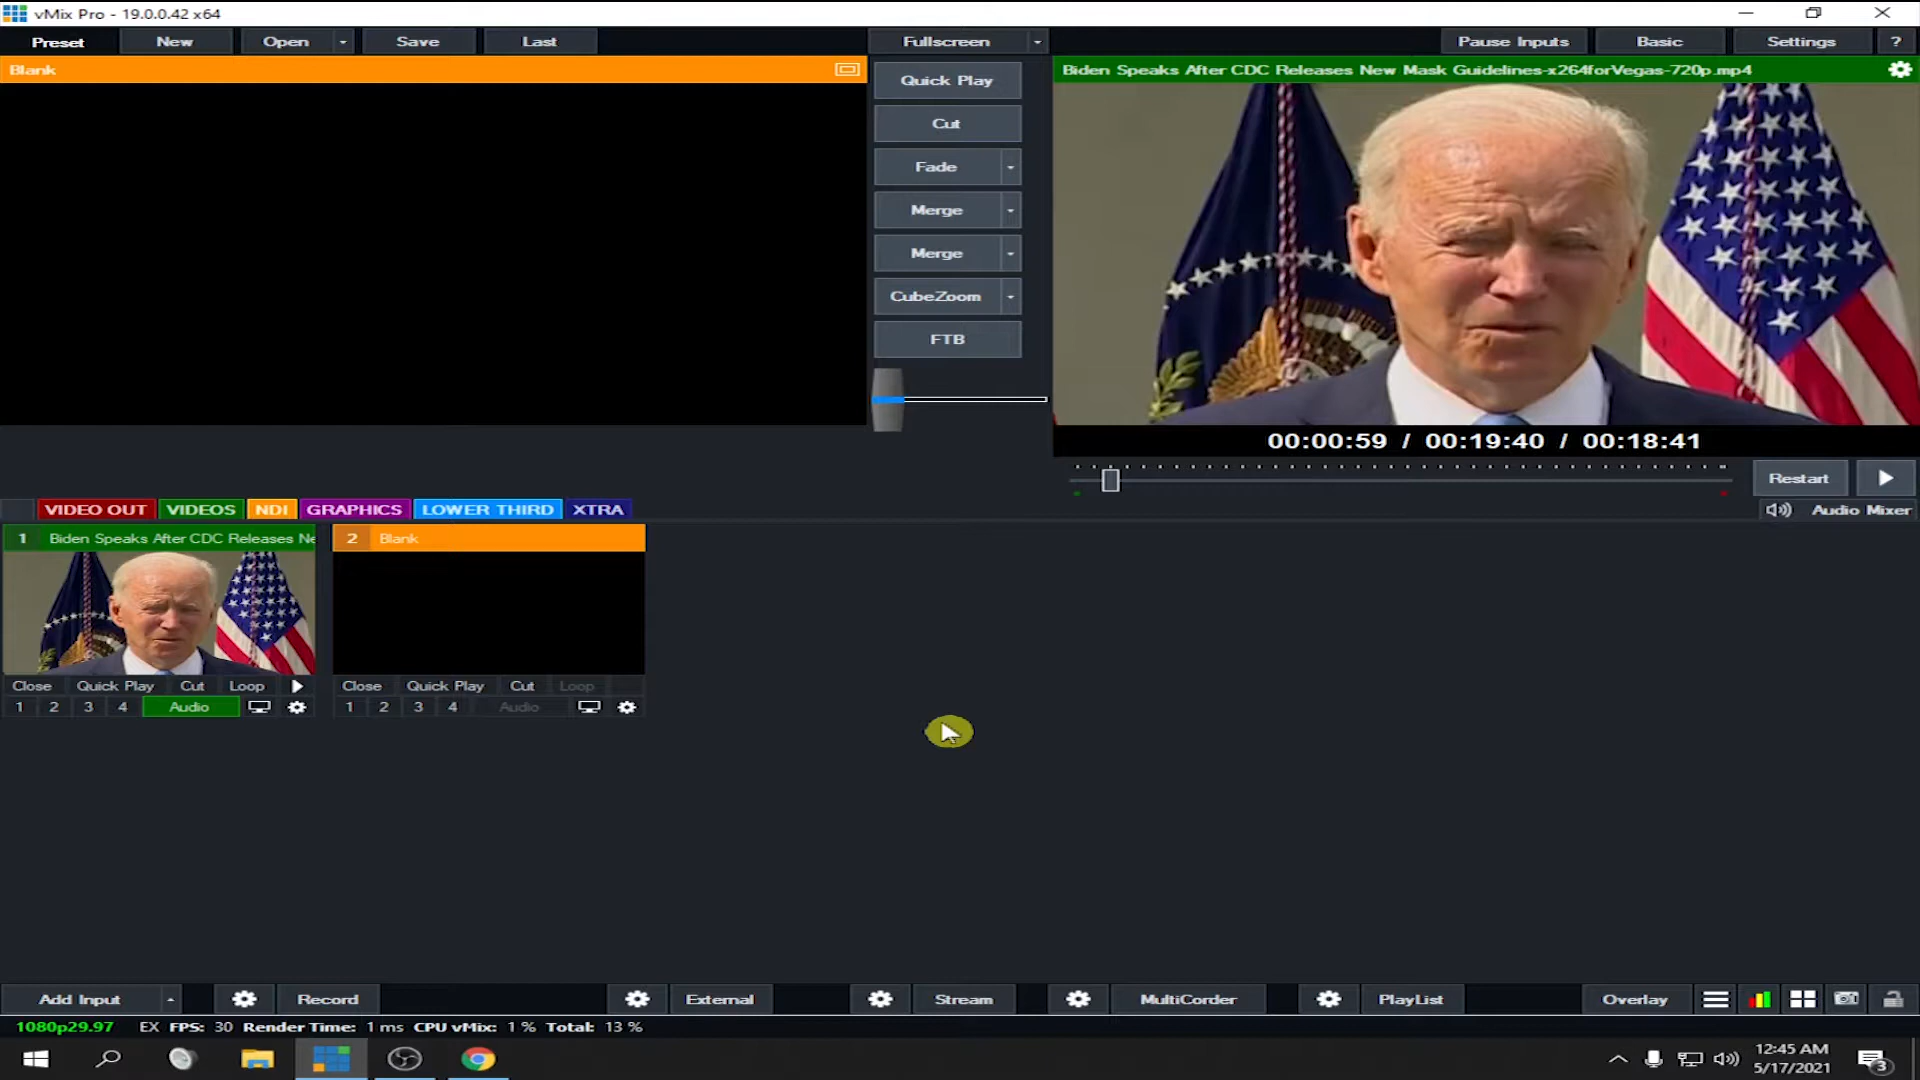 vMix Pro - 19.0.0.42 x64
Preset New Open Save Last Fullscreen Pause Inputs Basic Settings ?
Blank
Biden Speaks After CDC Releases New Mask Guidelines-x264forVegas-720p.mp4
Quick Play
Cut
Fade
Merge
Merge
CubeZoom
FTB
00:00:59 / 00:19:40 / 00:18:41
Restart
VIDEO OUT VIDEOS NDI GRAPHICS LOWER THIRD XTRA
Audio Mixer
1 Biden Speaks After CDC Releases Ne
2 Blank
Close Quick Play Cut Loop
Close Quick Play Cut Loop
1 2 3 4 Audio
1 2 3 4 Audio
Add Input Record External Stream MultiCorder PlayList Overlay
1080p29.97 EX FPS: 30 Render Time: 1 ms CPU vMix: 1 % Total: 13 %
12:45 AM
5/17/2021
3